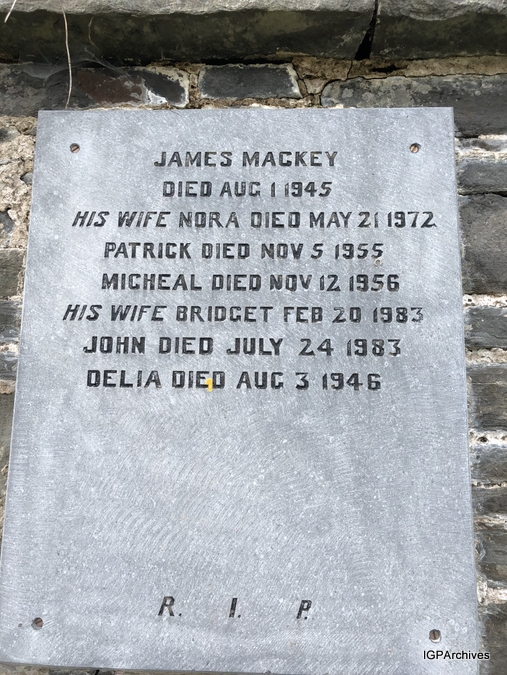 JAMES MACKEY
DIED AUG 1 1945
HIS WIFE NORA DIED MAY 21 1972
PATRICK DIED NOV 5 1955
MICHEAL DIED NOV 12 1956
HIS WIFE BRIDGET FEB 20 1983
JOHN DIED JULY 24 1983
DELIA DIED AUG 3 1946
R. I. P.
IGPArchives